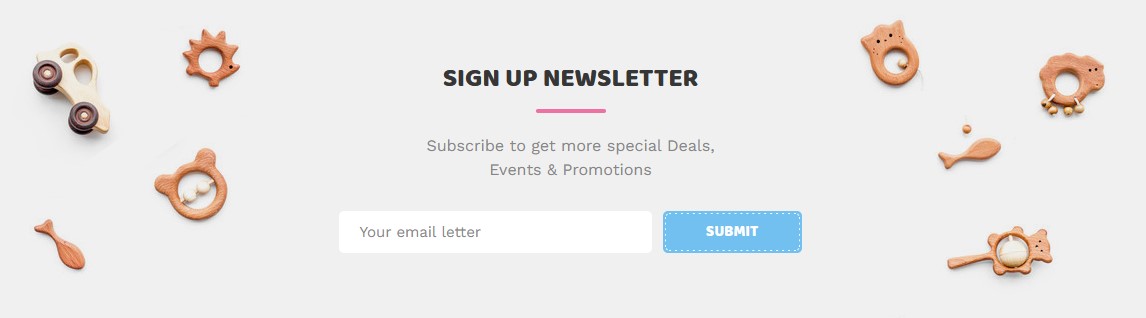 SIGN UP NEWSLETTER
Subscribe to get more special Deals,
Events & Promotions
Your email letter
SUBMIT